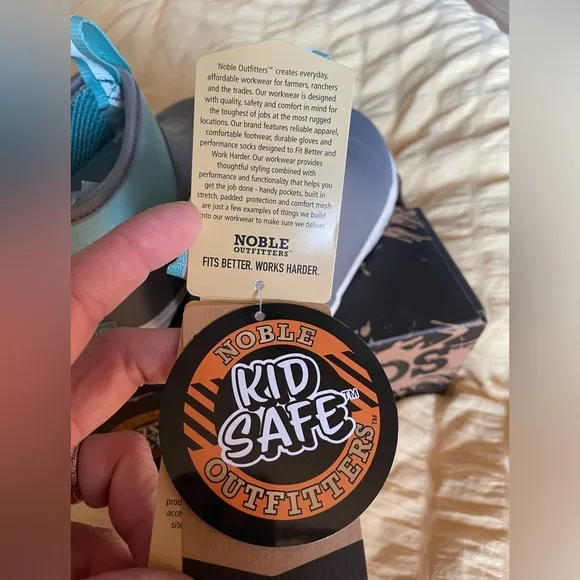 Noble Outfitters™ creates everyday,
affordable workwear for farmers, ranchers
and the trades. Our workwear is designed
with quality, safety and comfort in mind for
the toughest of jobs at the most rugged
locations. Our brand features reliable apparel,
comfortable footwear, durable gloves and
performance socks designed to Fit Better and
Work Harder. Our workwear provides
thoughtful styling combined with
performance and functionality that helps you
get the job done - handy pockets, built in
stretch, padded protection and comfort mesh
are just a few examples of things we build
into our workwear to make sure we deliver.
NOBLE
OUTFITTERS™
FITS BETTER. WORKS HARDER.
NOBLE
KID
SAFE™
OUTFITTERS™
prod
acce
site
OS